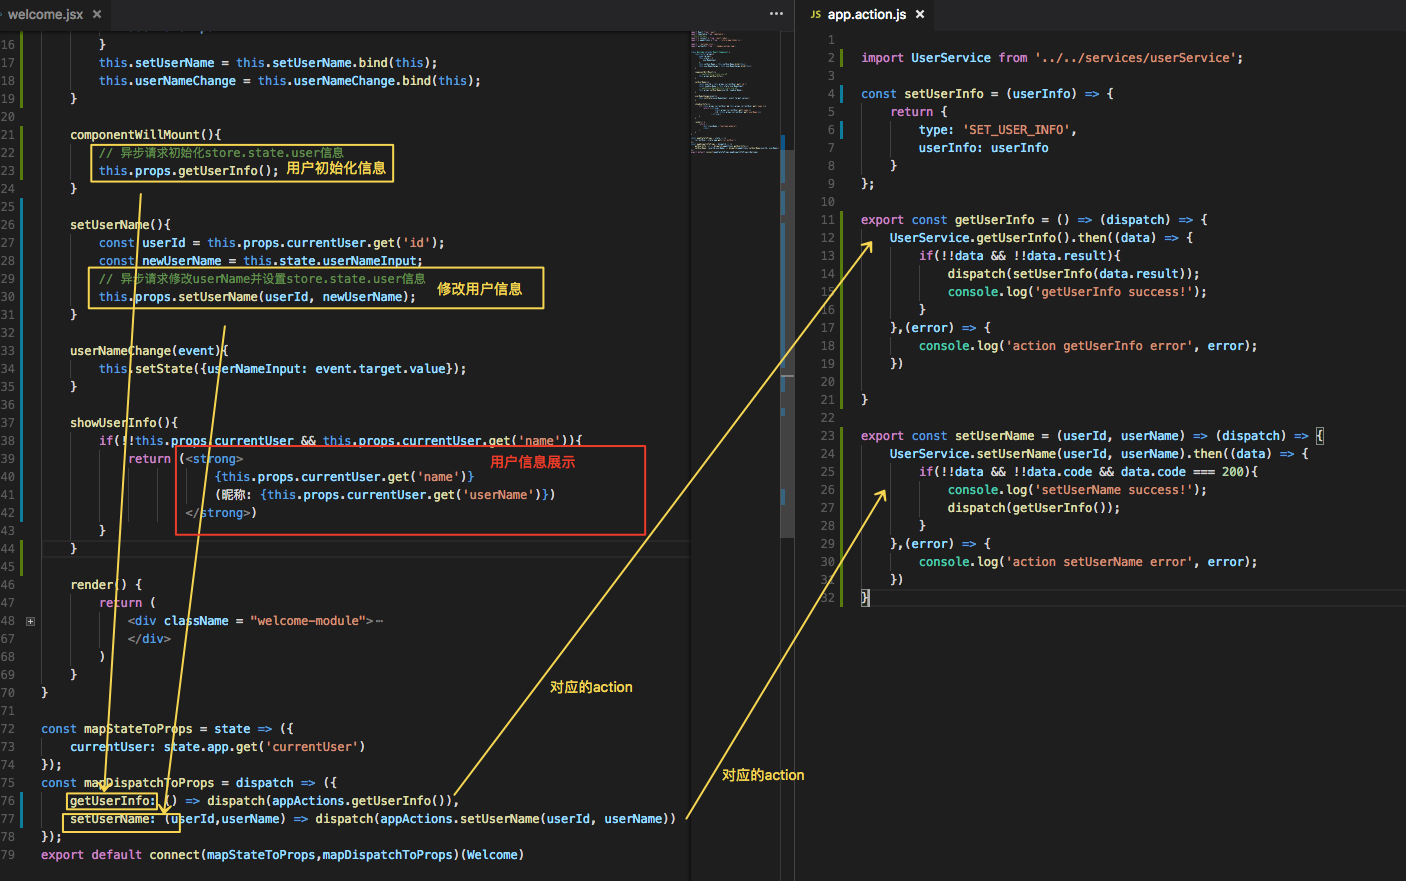 welcome.jsx
16 }
17 this.setUserName = this.setUserName.bind(this);
18 this.userNameChange = this.userNameChange.bind(this);
19 }
20
21 componentWillMount(){
22 // 异步请求初始化store.state.user信息
23 this.props.getUserInfo(); 用户初始化信息
24 }
25
26 setUserName(){
27 const userId = this.props.currentUser.get('id');
28 const newUserName = this.state.userNameInput;
29 // 异步请求修改userName并设置store.state.user信息
30 this.props.setUserName(userId, newUserName); 修改用户信息
31 }
32
33 userNameChange(event){
34 this.setState({userNameInput: event.target.value});
35 }
36
37 showUserInfo(){
38 if(!!this.props.currentUser && this.props.currentUser.get('name')){
39 return (<strong> 用户信息展示
40 {this.props.currentUser.get('name')}
41 (昵称: {this.props.currentUser.get('userName')})
42 </strong>)
43 }
44 }
45
46 render() {
47 return (
48 <div className = "welcome-module">⋯
67 </div>
68 )
69 }
70 }
71
72 const mapStateToProps = state => ({
73 currentUser: state.app.get('currentUser')
74 });
75 const mapDispatchToProps = dispatch => ({
76 getUserInfo: () => dispatch(appActions.getUserInfo()),
77 setUserName: (userId,userName) => dispatch(appActions.setUserName(userId, userName))
78 });
79 export default connect(mapStateToProps,mapDispatchToProps)(Welcome)
对应的action
对应的action
JS app.action.js
1
2 import UserService from '../../services/userService';
3
4 const setUserInfo = (userInfo) => {
5 return {
6 type: 'SET_USER_INFO',
7 userInfo: userInfo
8 }
9 };
10
11 export const getUserInfo = () => (dispatch) => {
12 UserService.getUserInfo().then((data) => {
13 if(!!data && !!data.result){
14 dispatch(setUserInfo(data.result));
15 console.log('getUserInfo success!');
16 }
17 },(error) => {
18 console.log('action getUserInfo error', error);
19 })
20
21 }
22
23 export const setUserName = (userId, userName) => (dispatch) => {
24 UserService.setUserName(userId, userName).then((data) => {
25 if(!!data && !!data.code && data.code === 200){
26 console.log('setUserName success!');
27 dispatch(getUserInfo());
28 }
29 },(error) => {
30 console.log('action setUserName error', error);
31 })
32 }